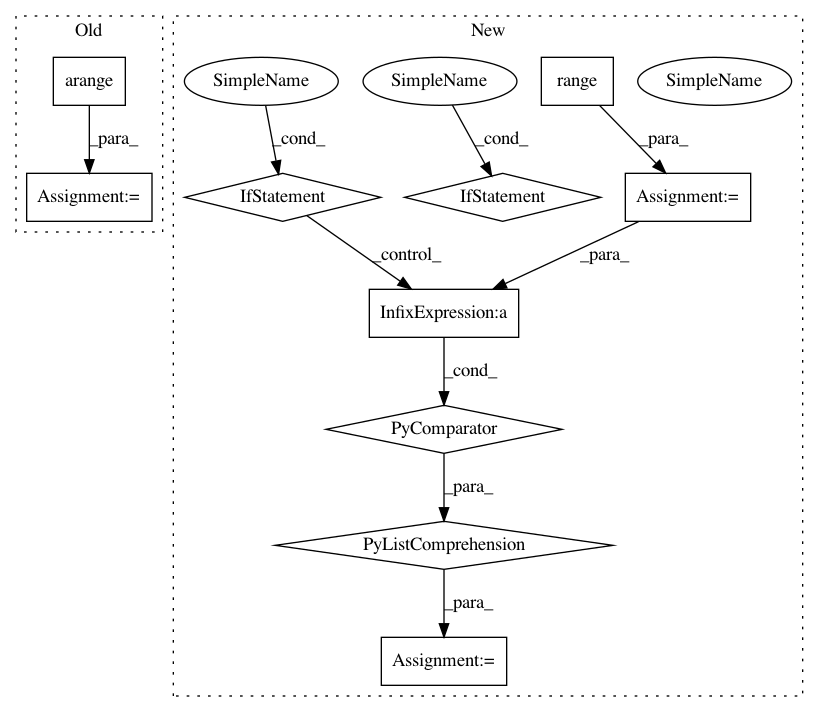 Old
New
arange
SimpleName
SimpleName
range
SimpleName
_para_
_cond_
_cond_
_para_
Assignment:=
IfStatement
IfStatement
Assignment:=
_control_
_para_
InfixExpression:a
_cond_
PyComparator
_para_
PyListComprehension
_para_
Assignment:=